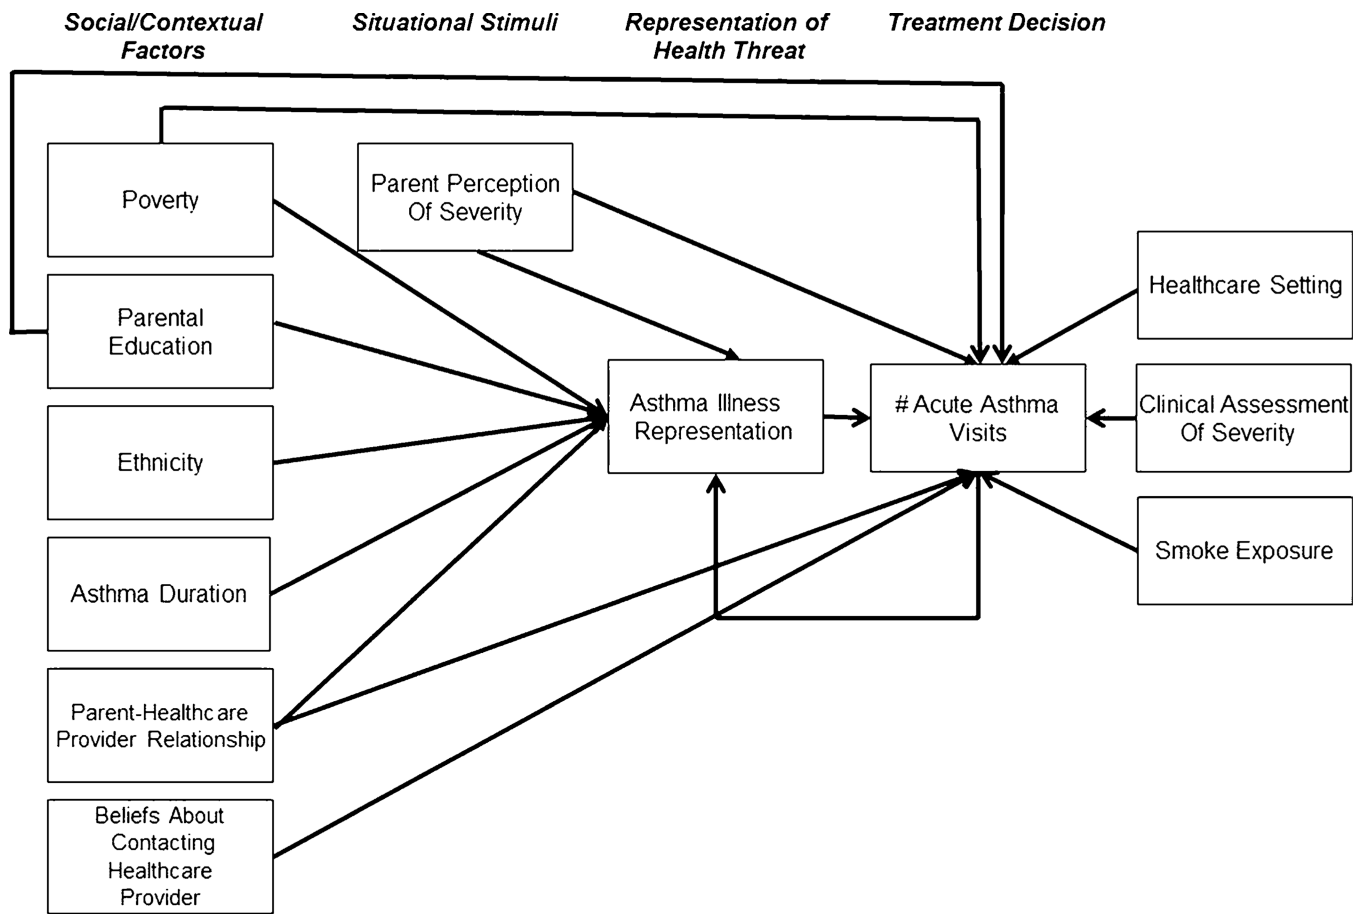 Social/Contextual
Factors
Situational Stimuli
Representation of
Health Threat
Treatment Decision
Poverty
Parent Perception
Of Severity
Healthcare Setting
Parental
Education
Asthma Illness
Representation
# Acute Asthma
Visits
Clinical Assessment
Of Severity
Ethnicity
Smoke Exposure
Asthma Duration
Parent-Healthcare
Provider Relationship
Beliefs About
Contacting
Healthcare
Provider